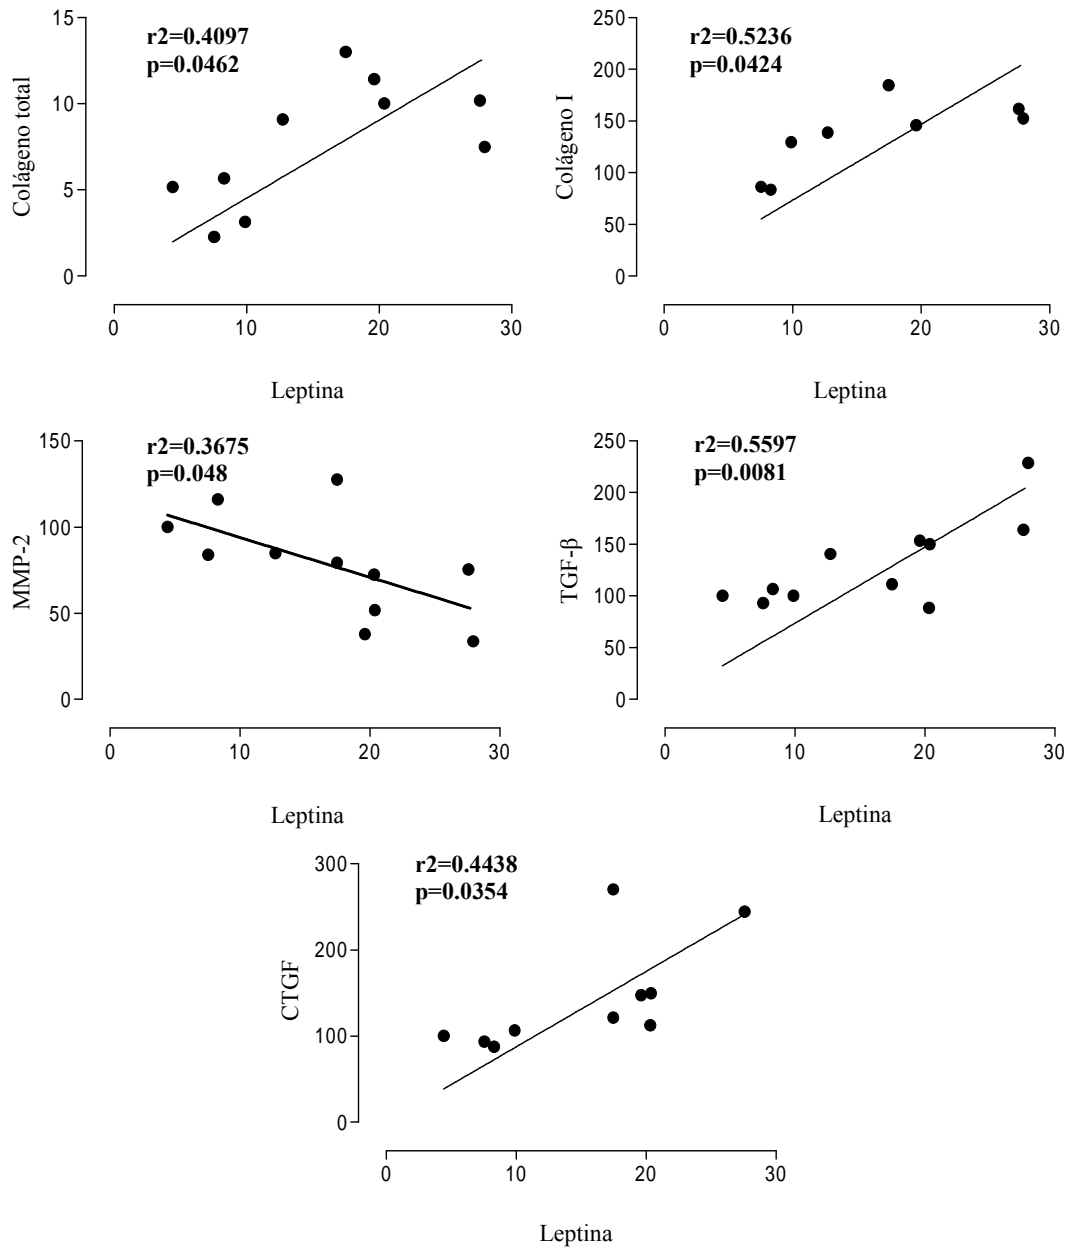 r2=0.4097
p=0.0462
Colágeno total
15
10
5
0
0 10 20 30
Leptina
r2=0.5236
p=0.0424
Colágeno I
250
200
150
100
50
0
0 10 20 30
Leptina
r2=0.3675
p=0.048
MMP-2
150
100
50
0
0 10 20 30
Leptina
r2=0.5597
p=0.0081
TGF-β
250
200
150
100
50
0
0 10 20 30
Leptina
r2=0.4438
p=0.0354
CTGF
300
200
100
0
0 10 20 30
Leptina